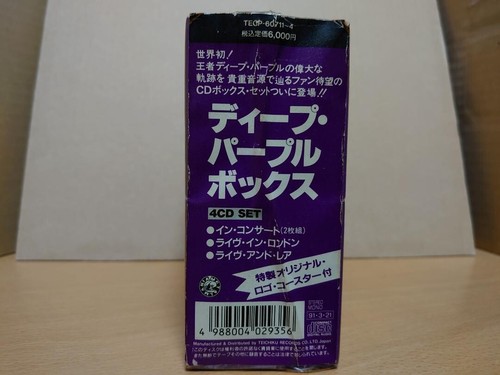 TECP-60711~4
税込定価6,000円
世界初!
王者ディープ・パープルの偉大な
軌跡を貴重音源で辿るファン待望の
CDボックス・セットついに登場!!
ディープ・
パープル
ボックス
4CD SET
●イン・コンサート(2枚組)
●ライヴ・イン・ロンドン
●ライヴ・アンド・レア
特製オリジナル・
ロゴ・コースター付
4 988004 029356
'91・3・21
Manufactured & Distributed by TEICHIKU RECORDS CO., LTD. Japan